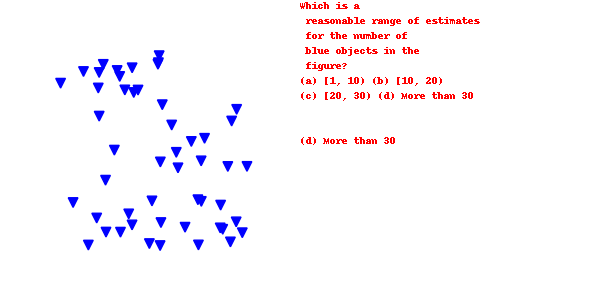 Which is a
reasonable range of estimates
for the number of
blue objects in the
figure?
(a) [1, 10) (b) [10, 20)
(c) [20, 30) (d) More than 30
(d) More than 30